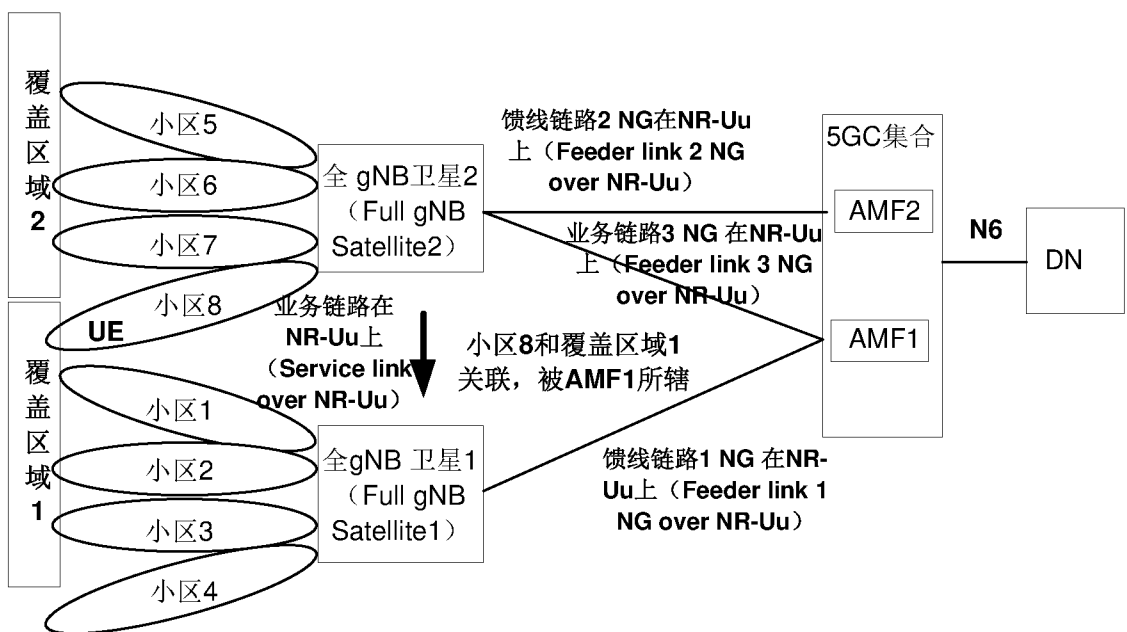 覆盖区域2
小区5
小区6
小区7
小区8
UE
全 gNB卫星2
（Full gNB
Satellite2）
馈线链路2 NG在NR-Uu
上（Feeder link 2 NG
over NR-Uu）
业务链路3 NG 在NR-Uu
上（Feeder link 3 NG
over NR-Uu）
5GC集合
AMF2
AMF1
N6
DN
业务链路在
NR-Uu上
（Service link
over NR-Uu）
小区8和覆盖区域1
关联，被AMF1所辖
覆盖区域1
小区1
小区2
小区3
小区4
全gNB 卫星1
（Full gNB
Satellite1）
馈线链路1 NG 在NR-
Uu上（Feeder link 1
NG over NR-Uu）